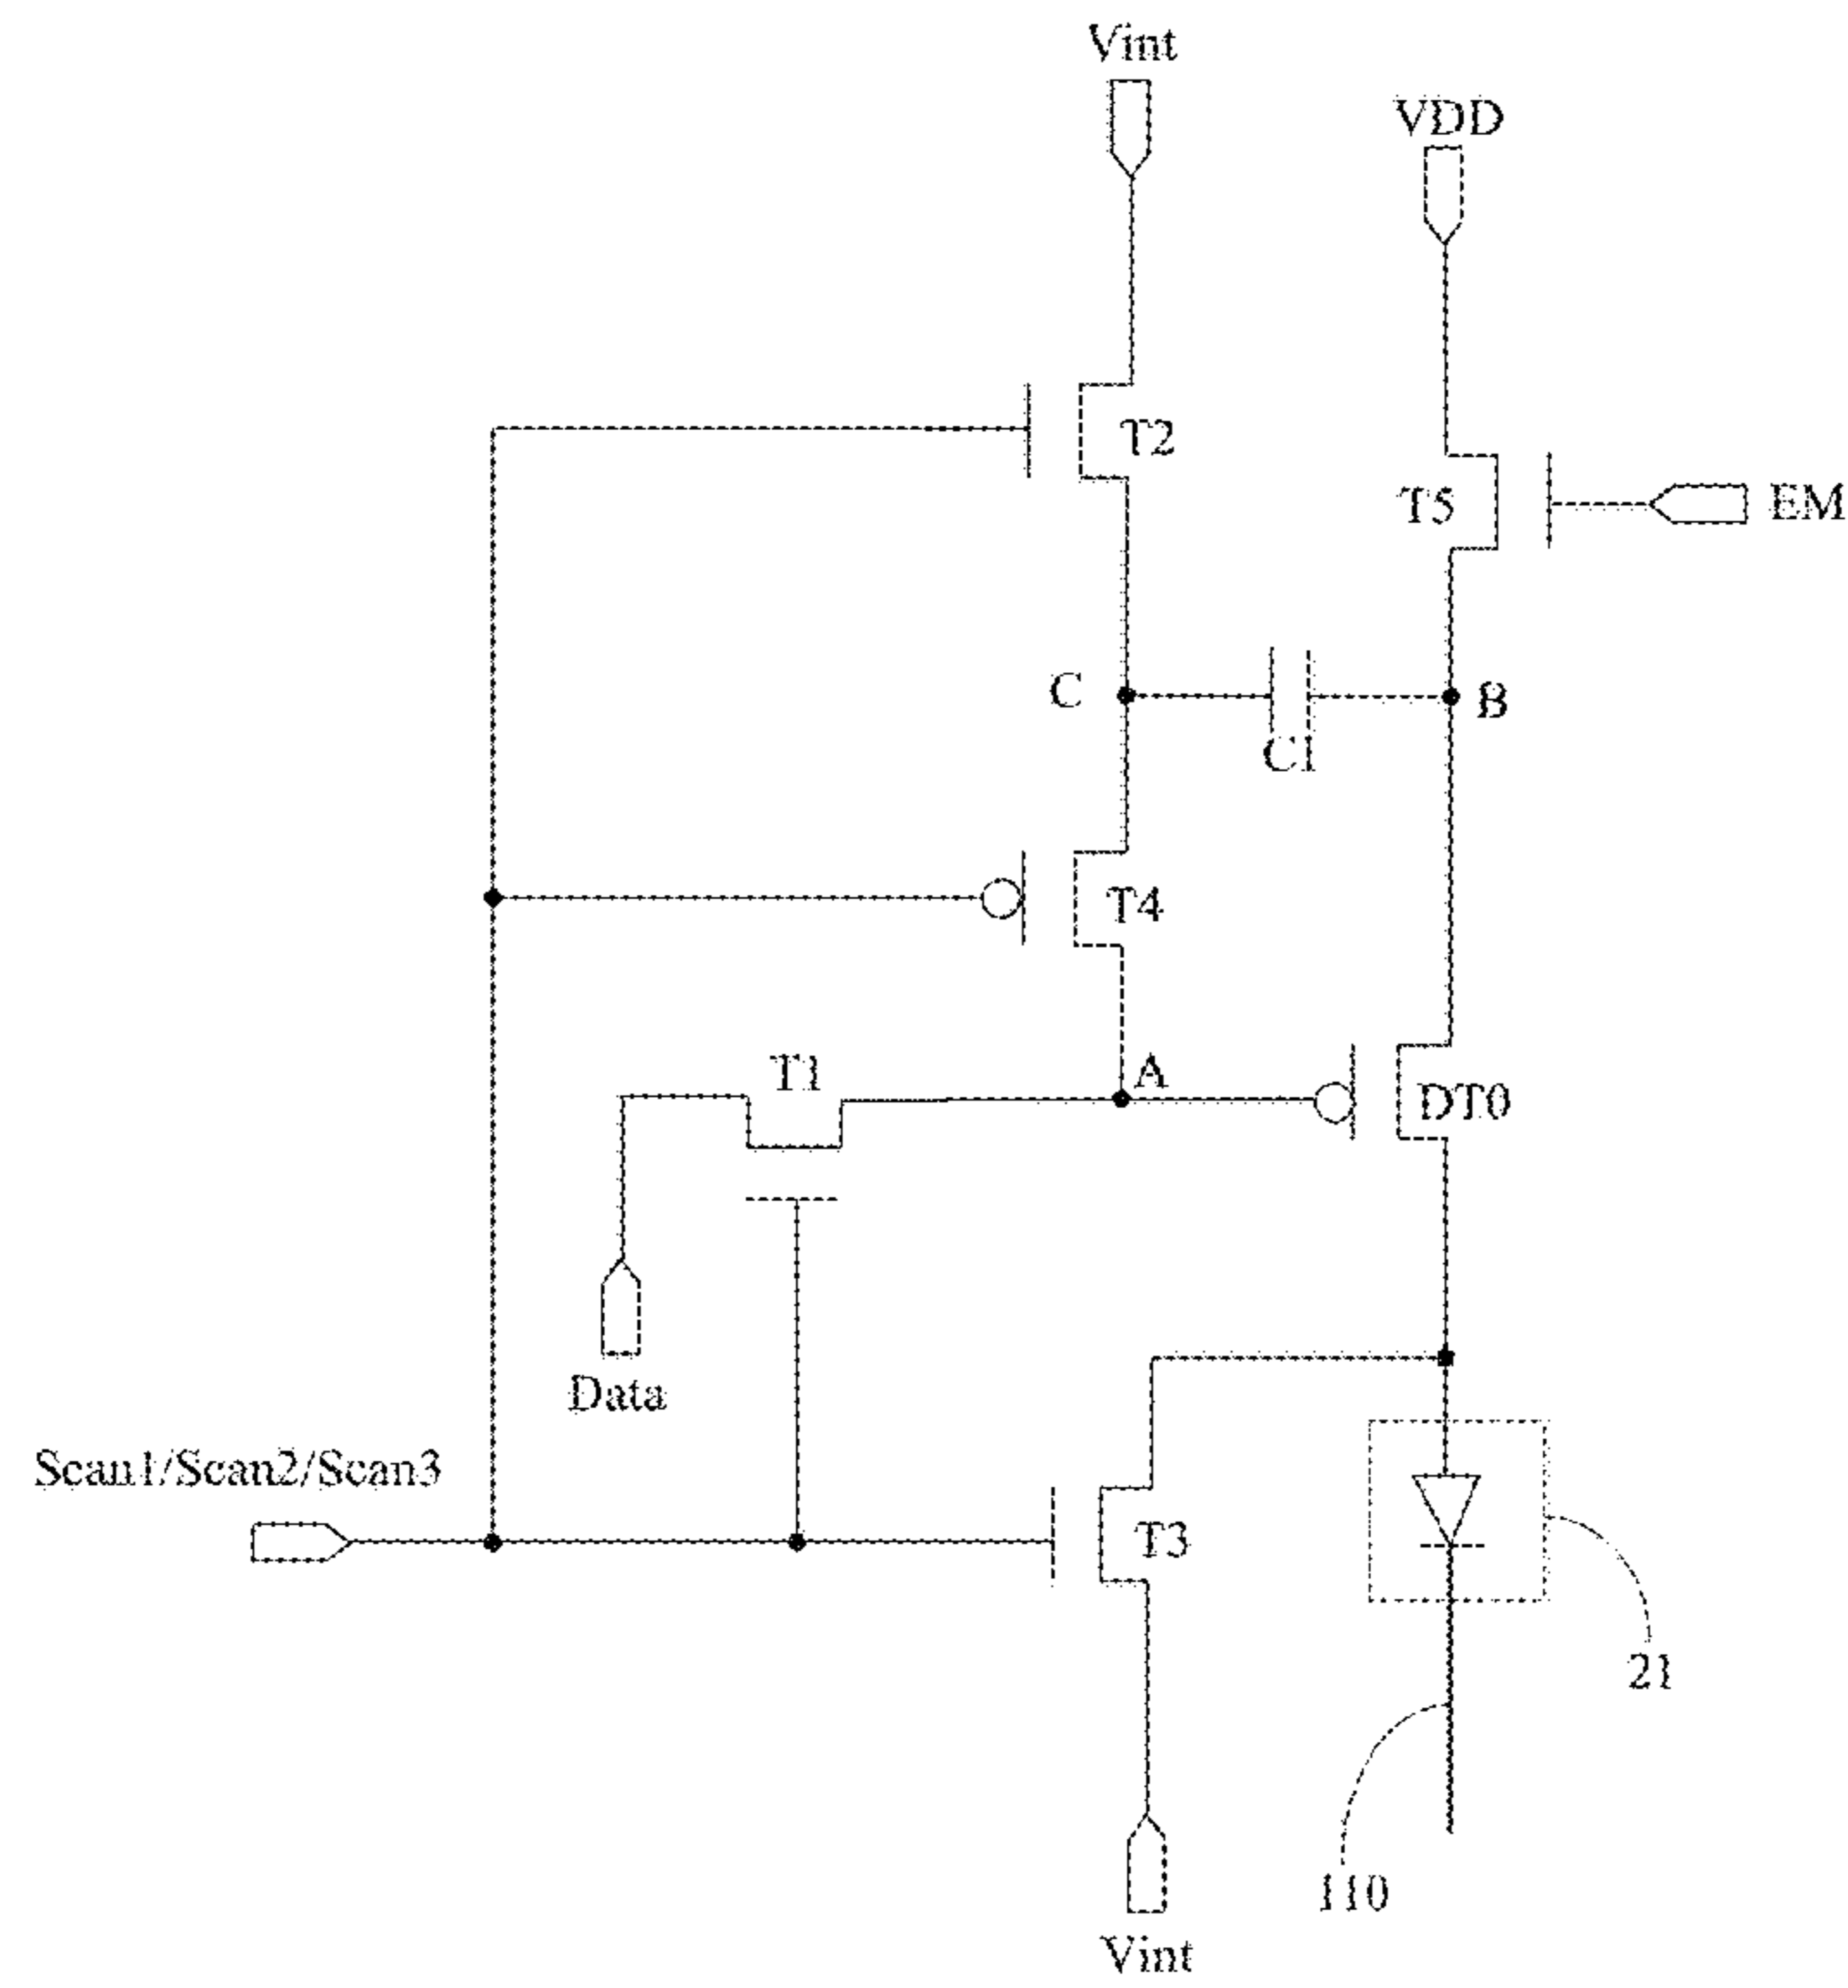 Vint
VDD
T2
T5
EM
C
B
C1
T4
T1
A
DT0
Data
Scan1/Scan2/Scan3
T3
21
110
Vint